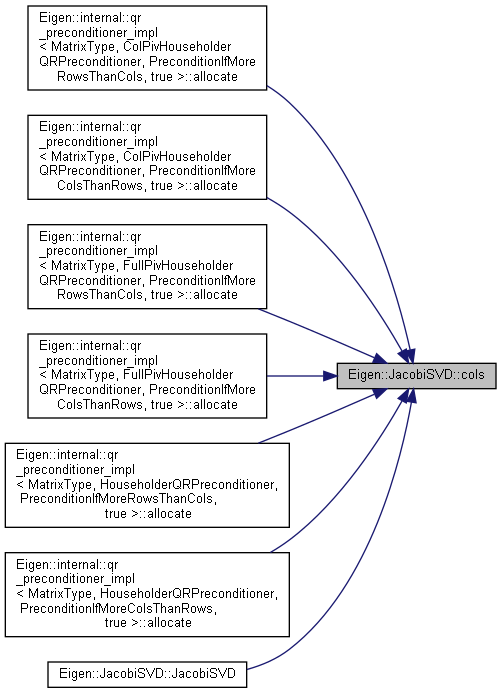 Eigen::internal::qr
_preconditioner_impl
< MatrixType, ColPivHouseholder
QRPreconditioner, PreconditionIfMore
RowsThanCols, true >::allocate
Eigen::internal::qr
_preconditioner_impl
< MatrixType, ColPivHouseholder
QRPreconditioner, PreconditionIfMore
ColsThanRows, true >::allocate
Eigen::internal::qr
_preconditioner_impl
< MatrixType, FullPivHouseholder
QRPreconditioner, PreconditionIfMore
RowsThanCols, true >::allocate
Eigen::internal::qr
_preconditioner_impl
< MatrixType, FullPivHouseholder
QRPreconditioner, PreconditionIfMore
ColsThanRows, true >::allocate
Eigen::JacobiSVD::cols
Eigen::internal::qr
_preconditioner_impl
< MatrixType, HouseholderQRPreconditioner,
PreconditionIfMoreRowsThanCols,
true >::allocate
Eigen::internal::qr
_preconditioner_impl
< MatrixType, HouseholderQRPreconditioner,
PreconditionIfMoreColsThanRows,
true >::allocate
Eigen::JacobiSVD::JacobiSVD